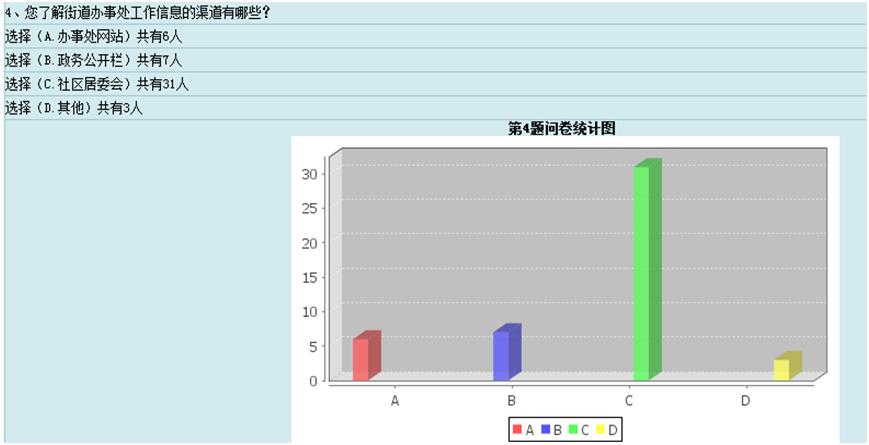 4、您了解街道办事处工作信息的渠道有哪些?
选择（A.办事处网站）共有6人
选择（B.政务公开栏）共有7人
选择（C.社区居委会）共有31人
选择（D.其他）共有3人
第4题问卷统计图
30
25
20
15
10
5
0
A B C D
A B C D